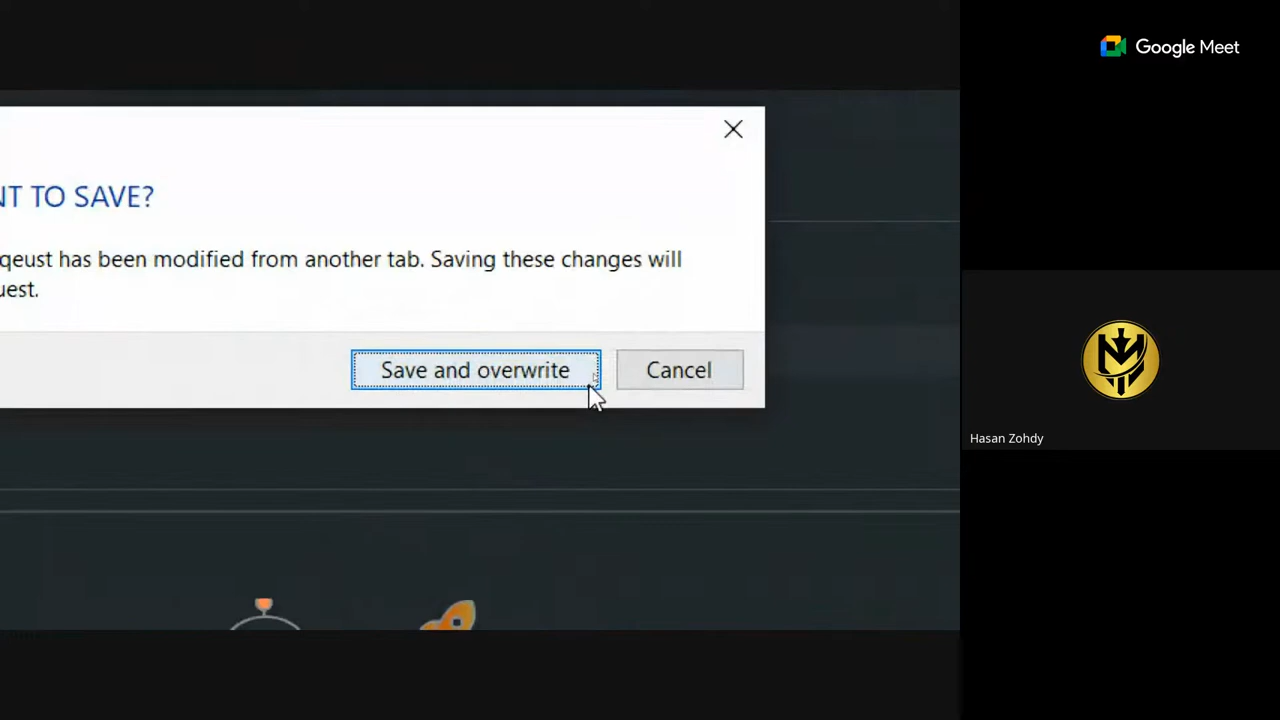 Google Meet
NT TO SAVE?
qeust has been modified from another tab. Saving these changes will
uest.
Save and overwrite
Cancel
Hasan Zohdy